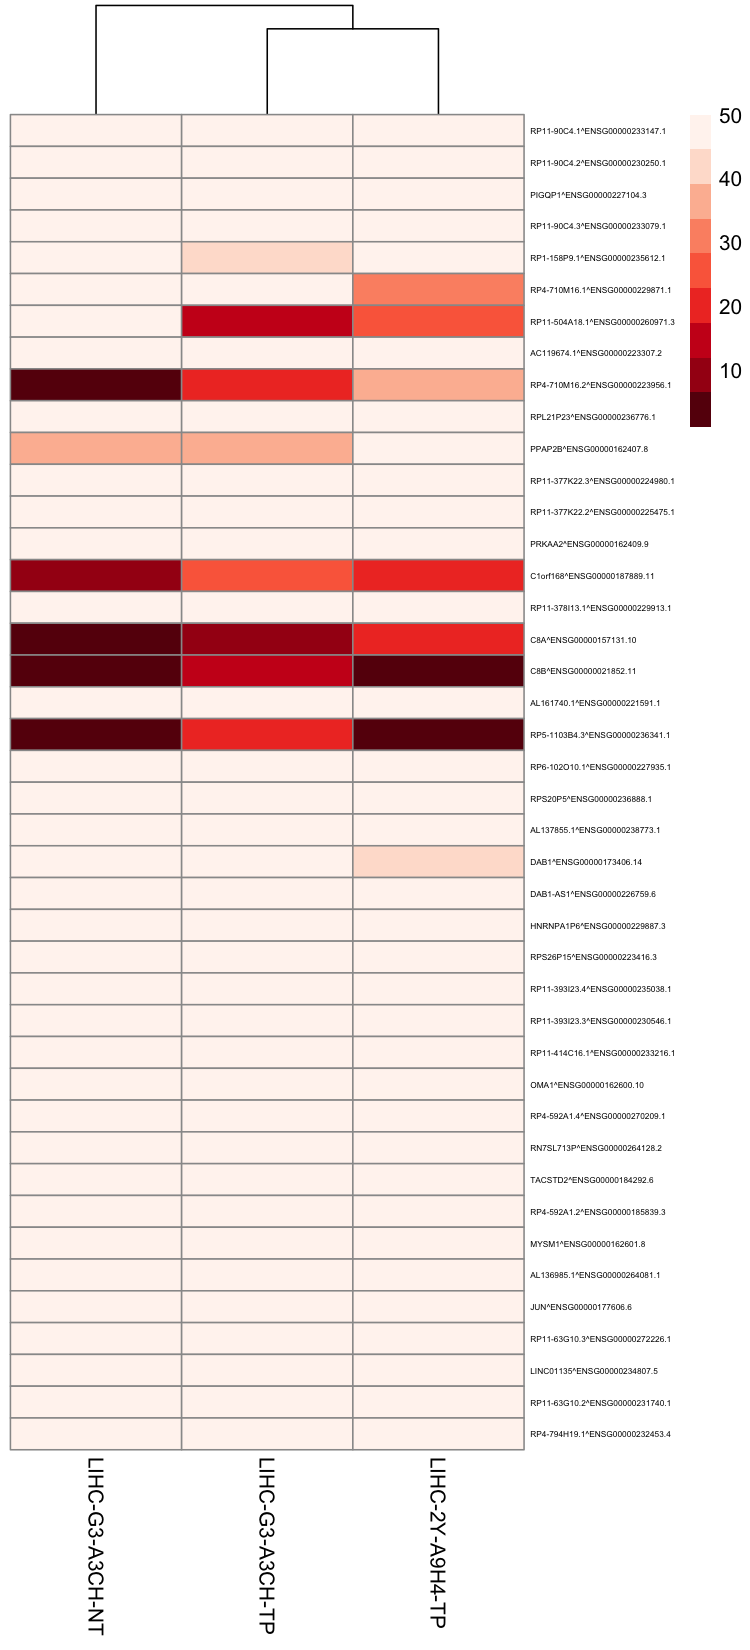 RP11-90C4.1^ENSG00000233147.1
RP11-90C4.2^ENSG00000230250.1
PIGQP1^ENSG00000227104.3
RP11-90C4.3^ENSG00000233079.1
RP1-158P9.1^ENSG00000235612.1
RP4-710M16.1^ENSG00000229871.1
RP11-504A18.1^ENSG00000260971.3
AC119674.1^ENSG00000223307.2
RP4-710M16.2^ENSG00000223956.1
RPL21P23^ENSG00000236776.1
PPAP2B^ENSG00000162407.8
RP11-377K22.3^ENSG00000224980.1
RP11-377K22.2^ENSG00000225475.1
PRKAA2^ENSG00000162409.9
C1orf168^ENSG00000187889.11
RP11-378I13.1^ENSG00000229913.1
C8A^ENSG00000157131.10
C8B^ENSG00000021852.11
AL161740.1^ENSG00000221591.1
RP5-1103B4.3^ENSG00000236341.1
RP6-102O10.1^ENSG00000227935.1
RPS20P5^ENSG00000236888.1
AL137855.1^ENSG00000238773.1
DAB1^ENSG00000173406.14
DAB1-AS1^ENSG00000226759.6
HNRNPA1P6^ENSG00000229887.3
RPS26P15^ENSG00000223416.3
RP11-393I23.4^ENSG00000235038.1
RP11-393I23.3^ENSG00000230546.1
RP11-414C16.1^ENSG00000233216.1
OMA1^ENSG00000162600.10
RP4-592A1.4^ENSG00000270209.1
RN7SL713P^ENSG00000264128.2
TACSTD2^ENSG00000184292.6
RP4-592A1.2^ENSG00000185839.3
MYSM1^ENSG00000162601.8
AL136985.1^ENSG00000264081.1
JUN^ENSG00000177606.6
RP11-63G10.3^ENSG00000272226.1
LINC01135^ENSG00000234807.5
RP11-63G10.2^ENSG00000231740.1
RP4-794H19.1^ENSG00000232453.4
50
40
30
20
10
LIHC-G3-A3CH-NT
LIHC-G3-A3CH-TP
LIHC-2Y-A9H4-TP